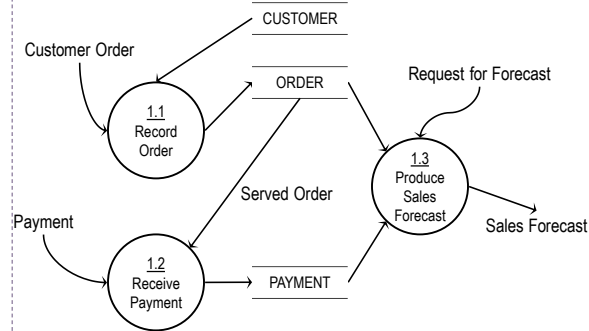 CUSTOMER
Customer Order
ORDER
Request for Forecast
1.1
Record
Order
1.3
Produce
Sales
Forecast
Served Order
Sales Forecast
Payment
1.2
Receive
Payment
PAYMENT